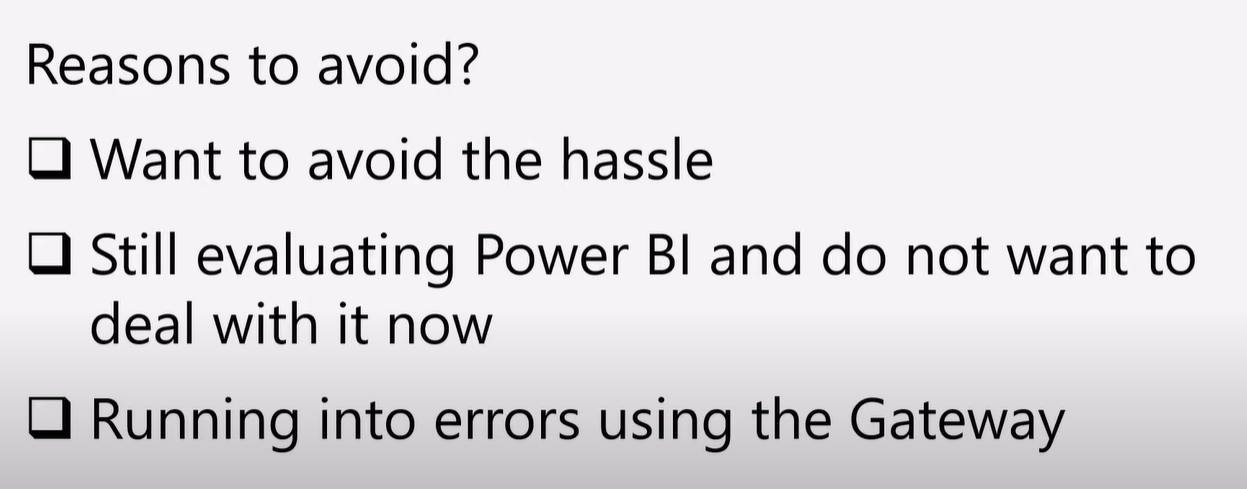 Reasons to avoid?
❑ Want to avoid the hassle
❑ Still evaluating Power BI and do not want to
deal with it now
❑ Running into errors using the Gateway